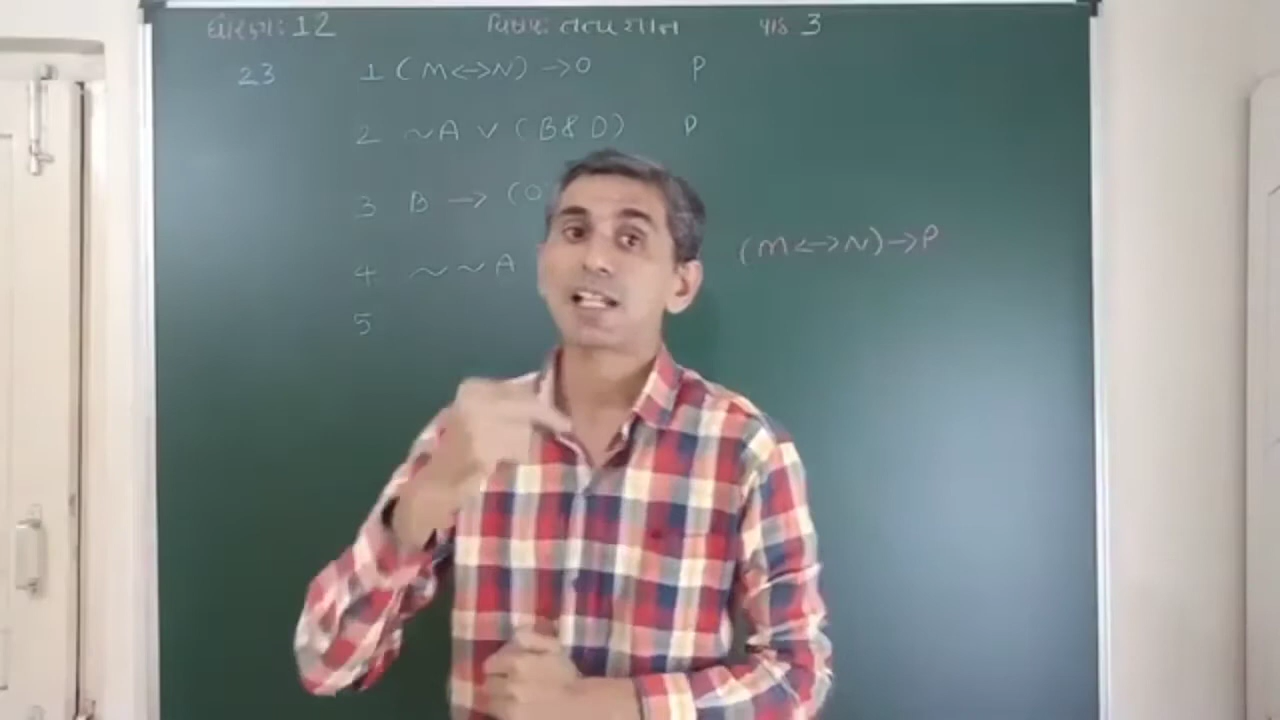 ધોરણ: 12 વિષય: તત્વજ્ઞાન પાઠ 3
23 1 (M<->N) ->O P
2 ~A v (B & D) P
3 B -> (O
(M<->N)->P
4 ~~A
5